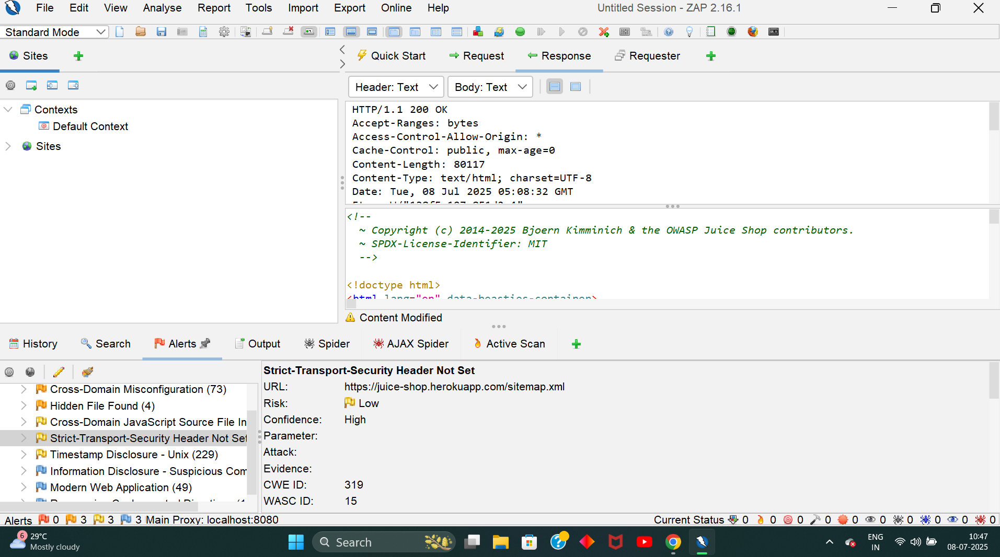 File Edit View Analyse Report Tools Import Export Online Help
Untitled Session - ZAP 2.16.1
Standard Mode
Sites
Quick Start
Request
Response
Requester
Header: Text
Body: Text
Contexts
Default Context
Sites
HTTP/1.1 200 OK
Accept-Ranges: bytes
Access-Control-Allow-Origin: *
Cache-Control: public, max-age=0
Content-Length: 80117
Content-Type: text/html; charset=UTF-8
Date: Tue, 08 Jul 2025 05:08:32 GMT
<!--
~ Copyright (c) 2014-2025 Bjoern Kimminich & the OWASP Juice Shop contributors.
~ SPDX-License-Identifier: MIT
-->
<!doctype html>
<html lang="en" data-beasties-container>
Content Modified
History
Search
Alerts
Output
Spider
AJAX Spider
Active Scan
Cross-Domain Misconfiguration (73)
Hidden File Found (4)
Cross-Domain JavaScript Source File In
Strict-Transport-Security Header Not Set
Timestamp Disclosure - Unix (229)
Information Disclosure - Suspicious Com
Modern Web Application (49)
Strict-Transport-Security Header Not Set
URL: https://juice-shop.herokuapp.com/sitemap.xml
Risk: Low
Confidence: High
Parameter:
Attack:
Evidence:
CWE ID: 319
WASC ID: 15
Alerts 0 3 3 3 Main Proxy: localhost:8080
Current Status 0 0 0 0 0 0 0 0 0 0
6
29°C
Mostly cloudy
Search
ENG
IN
10:47
08-07-2025